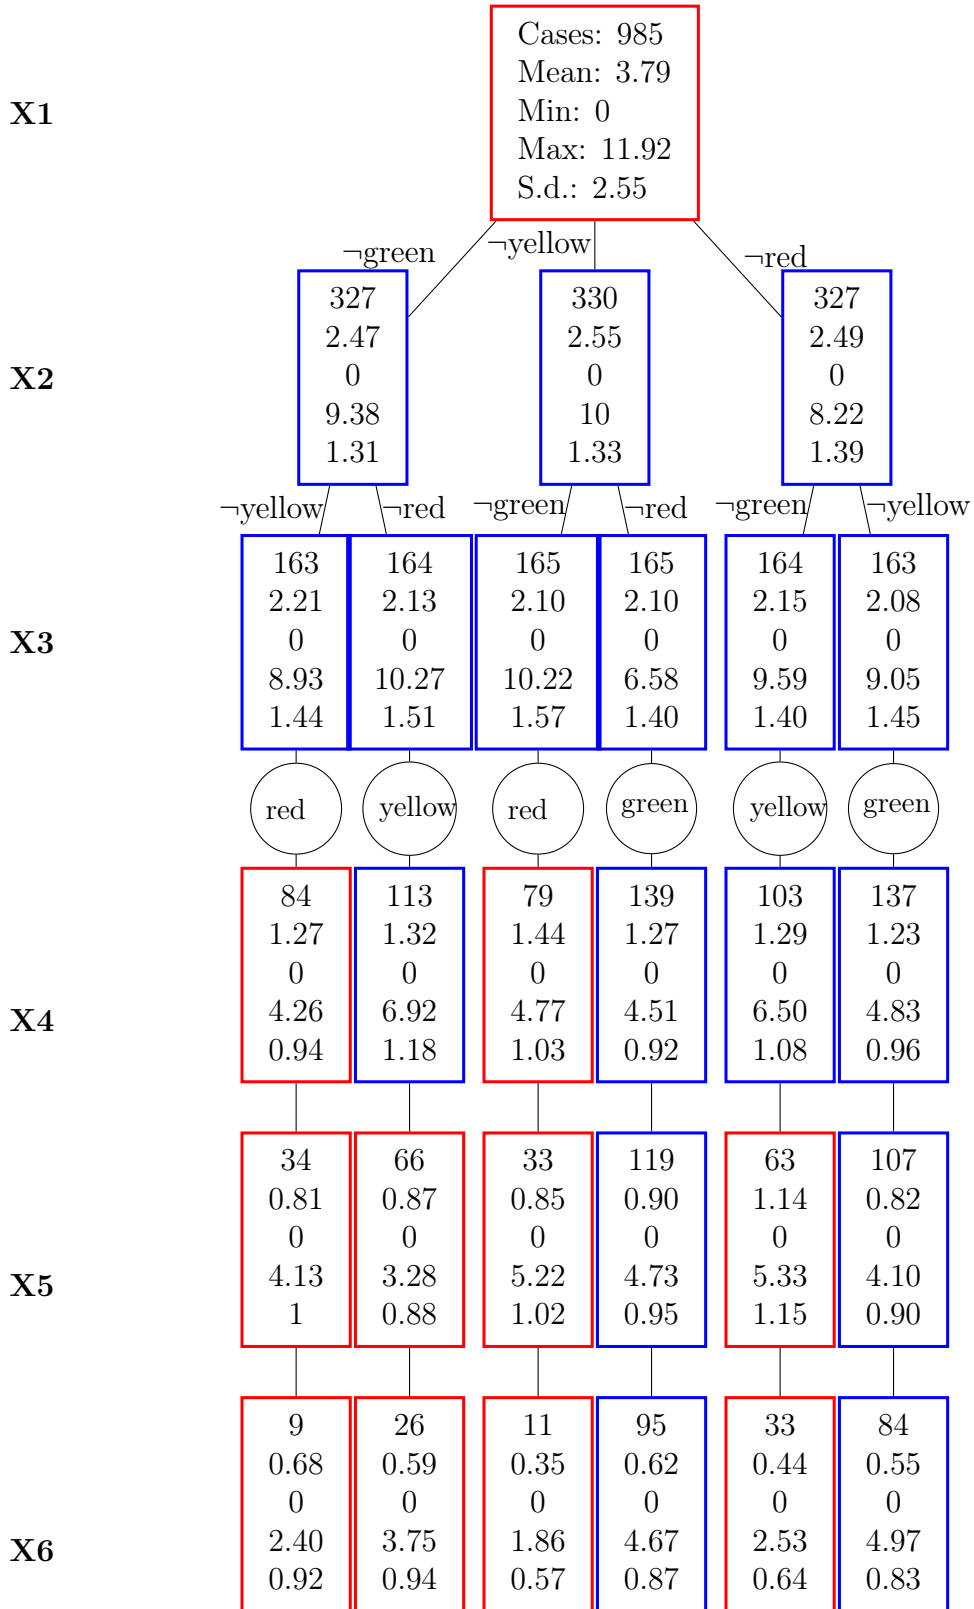 Cases: 985
Mean: 3.79
X1
Min: 0
Max: 11.92
S.d.: 2.55
¬green ¬yellow ¬red
327 330 327
2.47 2.55 2.49
X2
0 0 0
9.38 10 8.22
1.31 1.33 1.39
¬yellow ¬red ¬green ¬red ¬green ¬yellow
163 164 165 165 164 163
2.21 2.13 2.10 2.10 2.15 2.08
X3
0 0 0 0 0 0
8.93 10.27 10.22 6.58 9.59 9.05
1.44 1.51 1.57 1.40 1.40 1.45
red yellow red green yellow green
84 113 79 139 103 137
1.27 1.32 1.44 1.27 1.29 1.23
0 0 0 0 0 0
X4
4.26 6.92 4.77 4.51 6.50 4.83
0.94 1.18 1.03 0.92 1.08 0.96
34 66 33 119 63 107
0.81 0.87 0.85 0.90 1.14 0.82
0 0 0 0 0 0
X5
4.13 3.28 5.22 4.73 5.33 4.10
1 0.88 1.02 0.95 1.15 0.90
9 26 11 95 33 84
0.68 0.59 0.35 0.62 0.44 0.55
0 0 0 0 0 0
X6
2.40 3.75 1.86 4.67 2.53 4.97
0.92 0.94 0.57 0.87 0.64 0.83